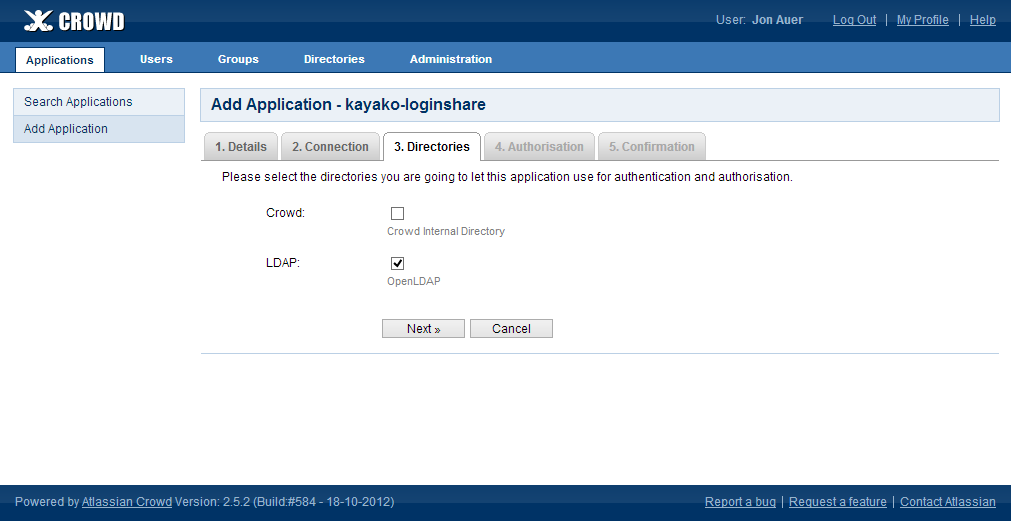 CROWD
User: Jon Auer Log Out | My Profile | Help
Applications Users Groups Directories Administration
Search Applications
Add Application
Add Application - kayako-loginshare
1. Details 2. Connection 3. Directories 4. Authorisation 5. Confirmation
Please select the directories you are going to let this application use for authentication and authorisation.
Crowd:
Crowd Internal Directory
LDAP:
OpenLDAP
Next » Cancel
Powered by Atlassian Crowd Version: 2.5.2 (Build:#584 - 18-10-2012) Report a bug | Request a feature | Contact Atlassian